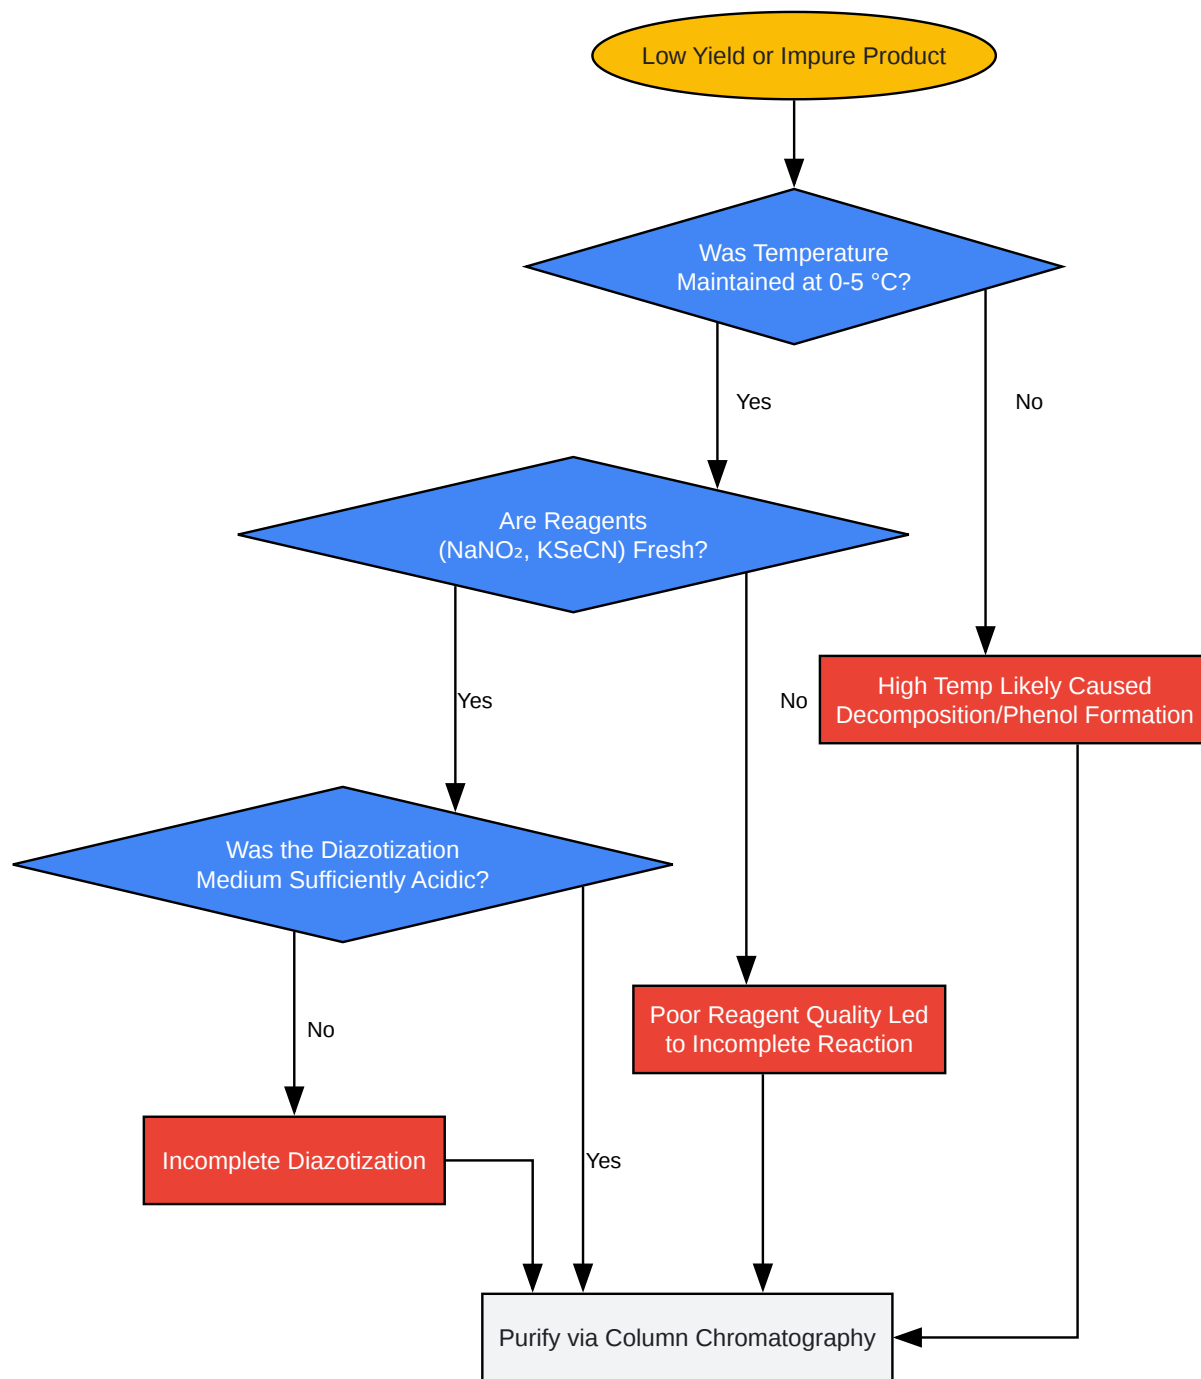 Low Yield or Impure Product
Was Temperature
Maintained at 0-5 °C?
Yes
No
Are Reagents
(NaNO₂, KSeCN) Fresh?
High Temp Likely Caused
Decomposition/Phenol Formation
Yes
No
Was the Diazotization
Medium Sufficiently Acidic?
Poor Reagent Quality Led
to Incomplete Reaction
No
Incomplete Diazotization
Yes
Purify via Column Chromatography